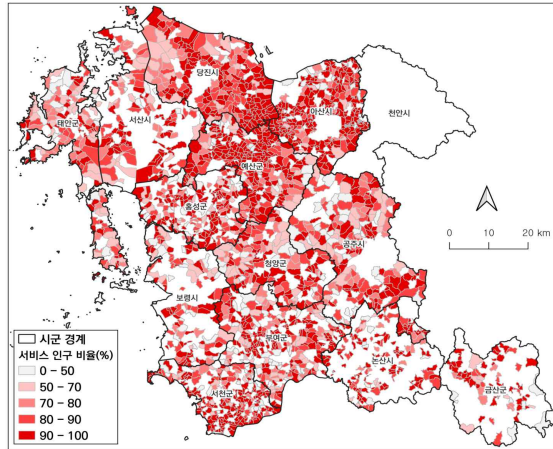 당진시
아산시
천안시
태안군
서산시
예산군
홍성군
공주시
청양군
보령시
부여군
논산시
서천군
금산군
0 10 20 km
시군 경계
서비스 인구 비율(%)
0 – 50
50 – 70
70 – 80
80 – 90
90 – 100